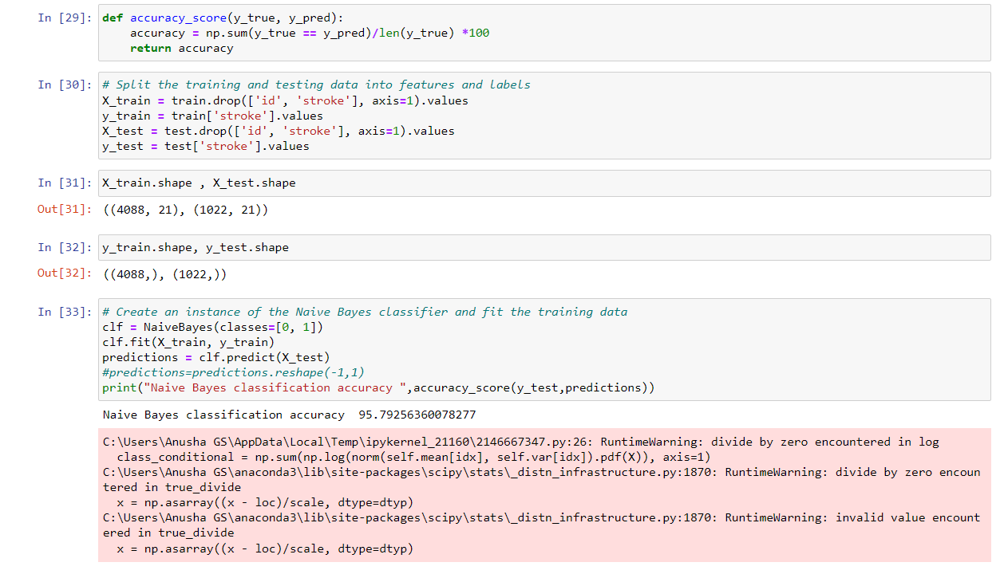 In [29]: def accuracy_score(y_true, y_pred):
    accuracy = np.sum(y_true == y_pred)/len(y_true) *100
    return accuracy
In [30]: # Split the training and testing data into features and labels
X_train = train.drop(['id', 'stroke'], axis=1).values
y_train = train['stroke'].values
X_test = test.drop(['id', 'stroke'], axis=1).values
y_test = test['stroke'].values
In [31]: X_train.shape , X_test.shape
Out[31]: ((4088, 21), (1022, 21))
In [32]: y_train.shape, y_test.shape
Out[32]: ((4088,), (1022,))
In [33]: # Create an instance of the Naive Bayes classifier and fit the training data
clf = NaiveBayes(classes=[0, 1])
clf.fit(X_train, y_train)
predictions = clf.predict(X_test)
#predictions=predictions.reshape(-1,1)
print("Naive Bayes classification accuracy ",accuracy_score(y_test,predictions))
Naive Bayes classification accuracy  95.79256360078277
C:\Users\Anusha GS\AppData\Local\Temp\ipykernel_21160\2146667347.py:26: RuntimeWarning: divide by zero encountered in log
  class_conditional = np.sum(np.log(norm(self.mean[idx], self.var[idx]).pdf(X)), axis=1)
C:\Users\Anusha GS\anaconda3\lib\site-packages\scipy\stats\_distn_infrastructure.py:1870: RuntimeWarning: divide by zero encoun
tered in true_divide
  x = np.asarray((x - loc)/scale, dtype=dtyp)
C:\Users\Anusha GS\anaconda3\lib\site-packages\scipy\stats\_distn_infrastructure.py:1870: RuntimeWarning: invalid value encount
ered in true_divide
  x = np.asarray((x - loc)/scale, dtype=dtyp)